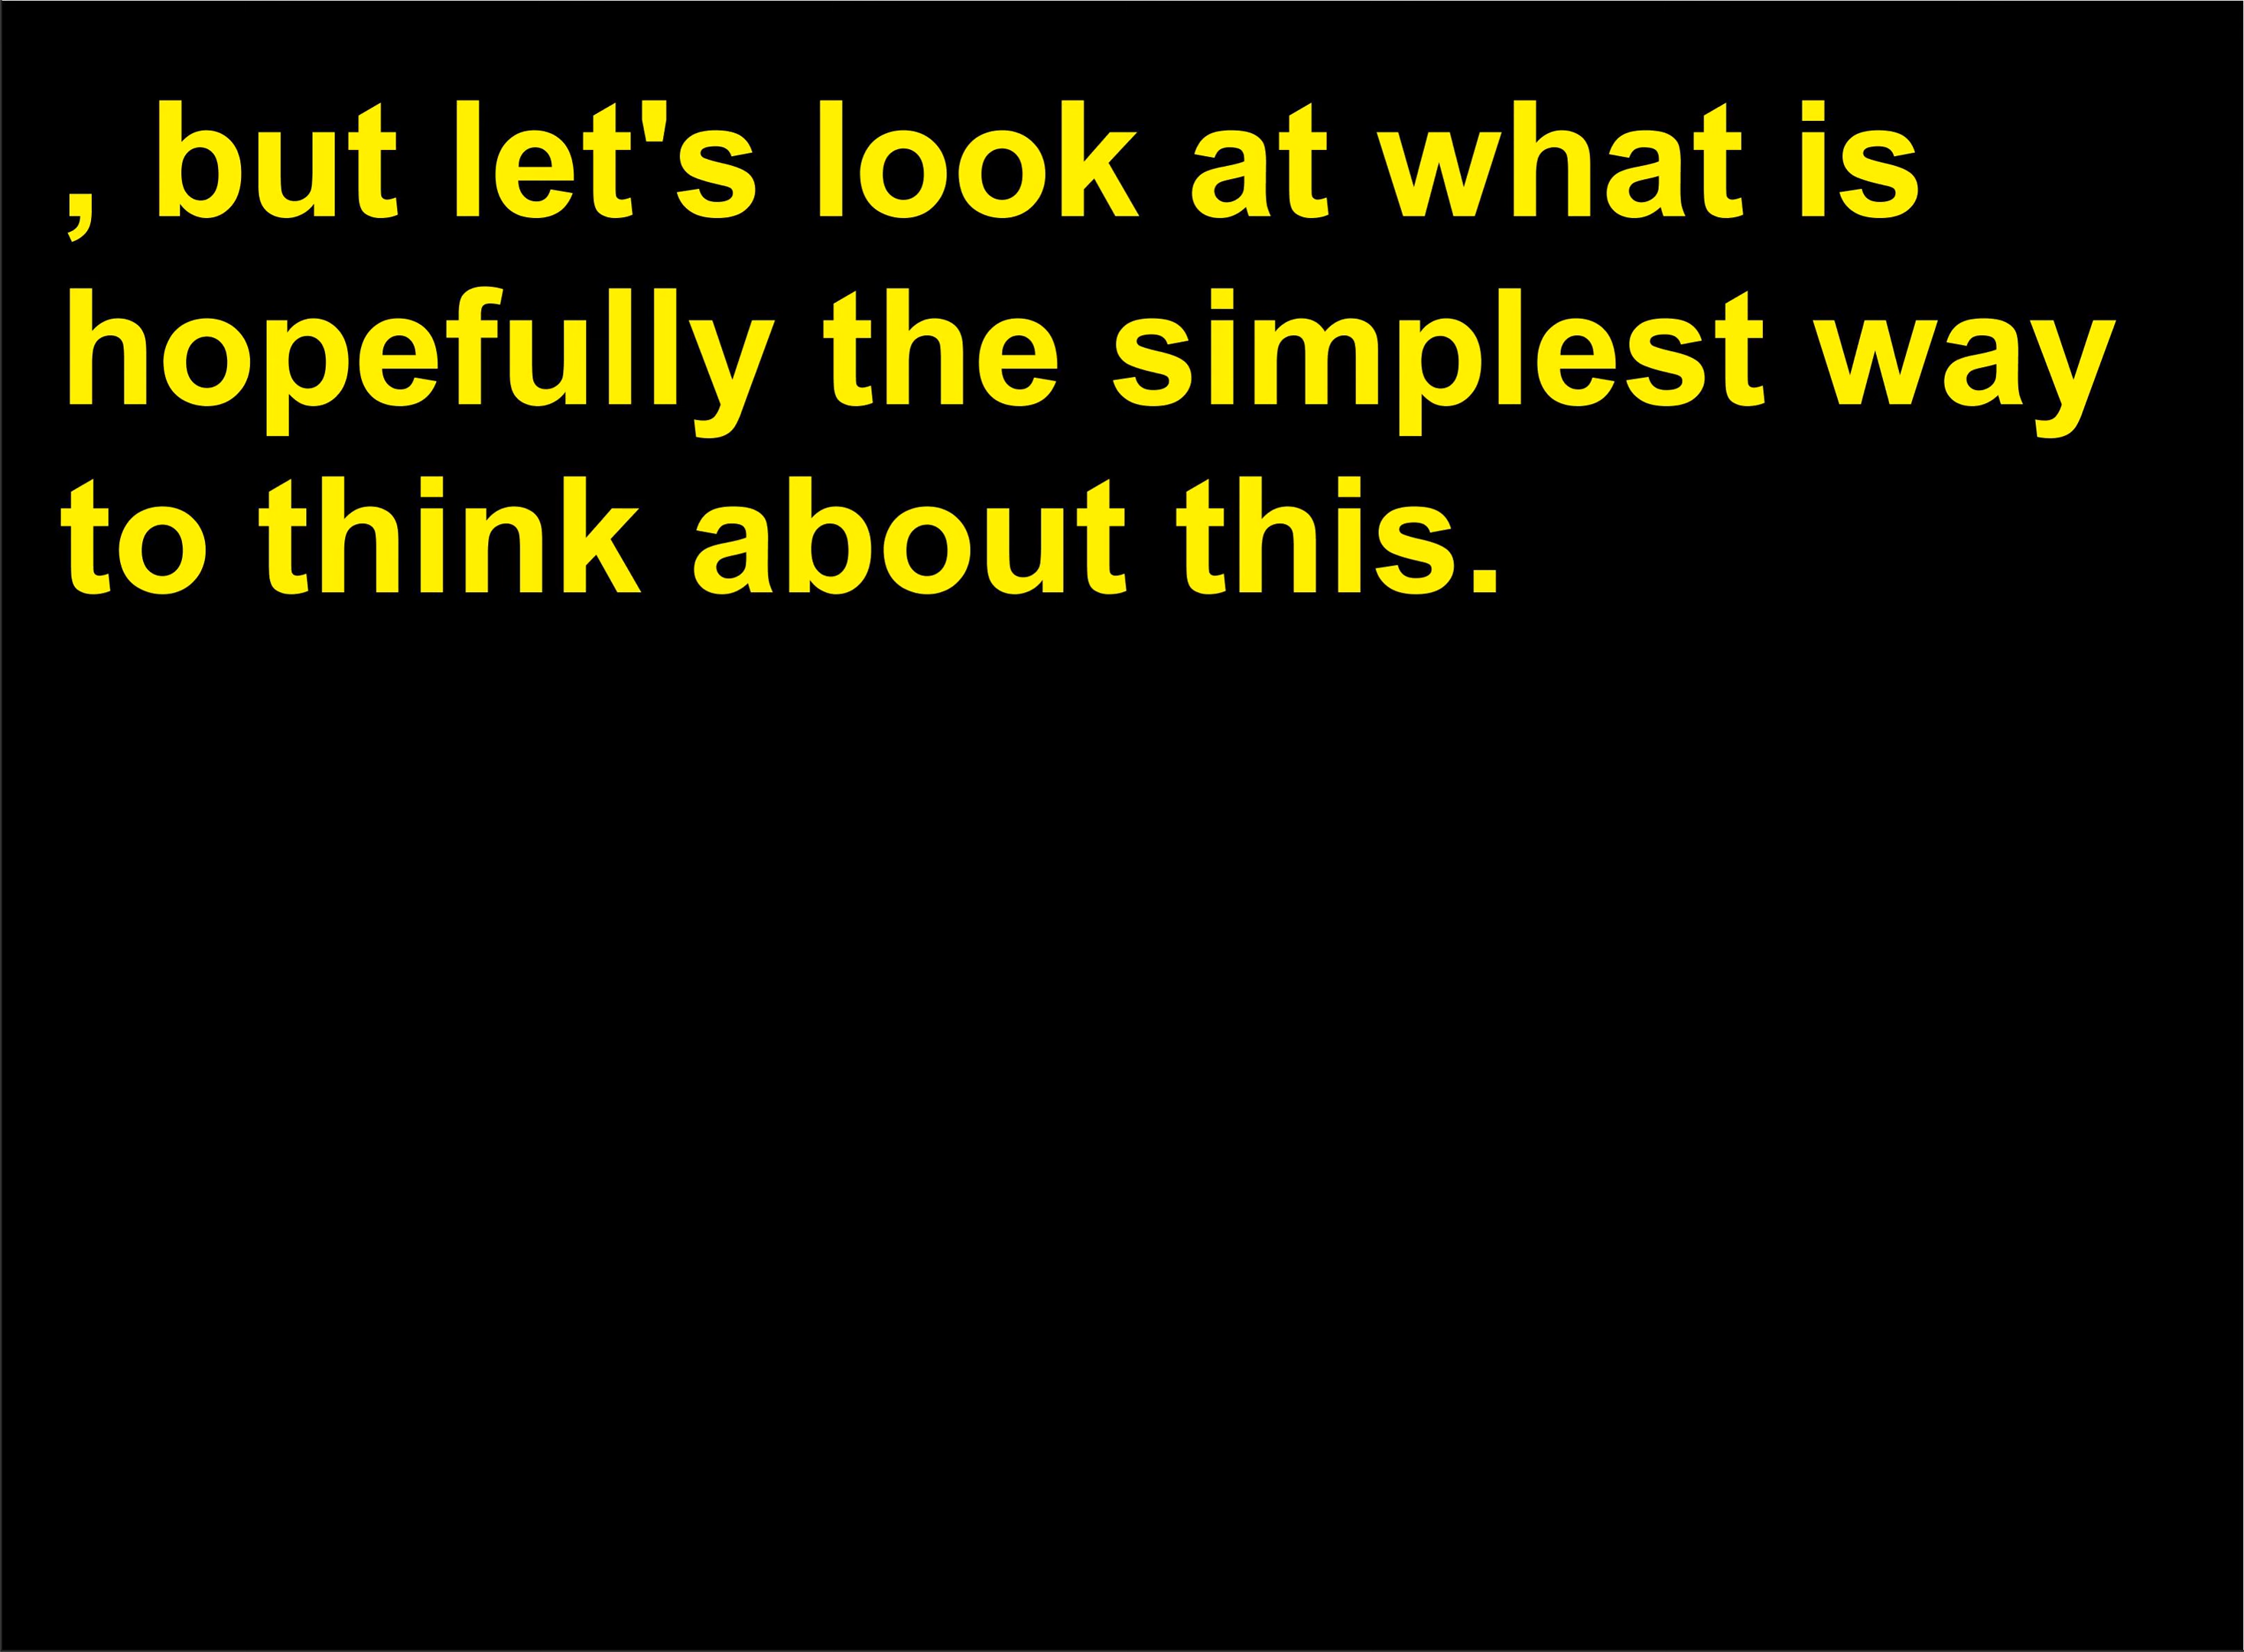 , but let's look at what is
hopefully the simplest way
to think about this.